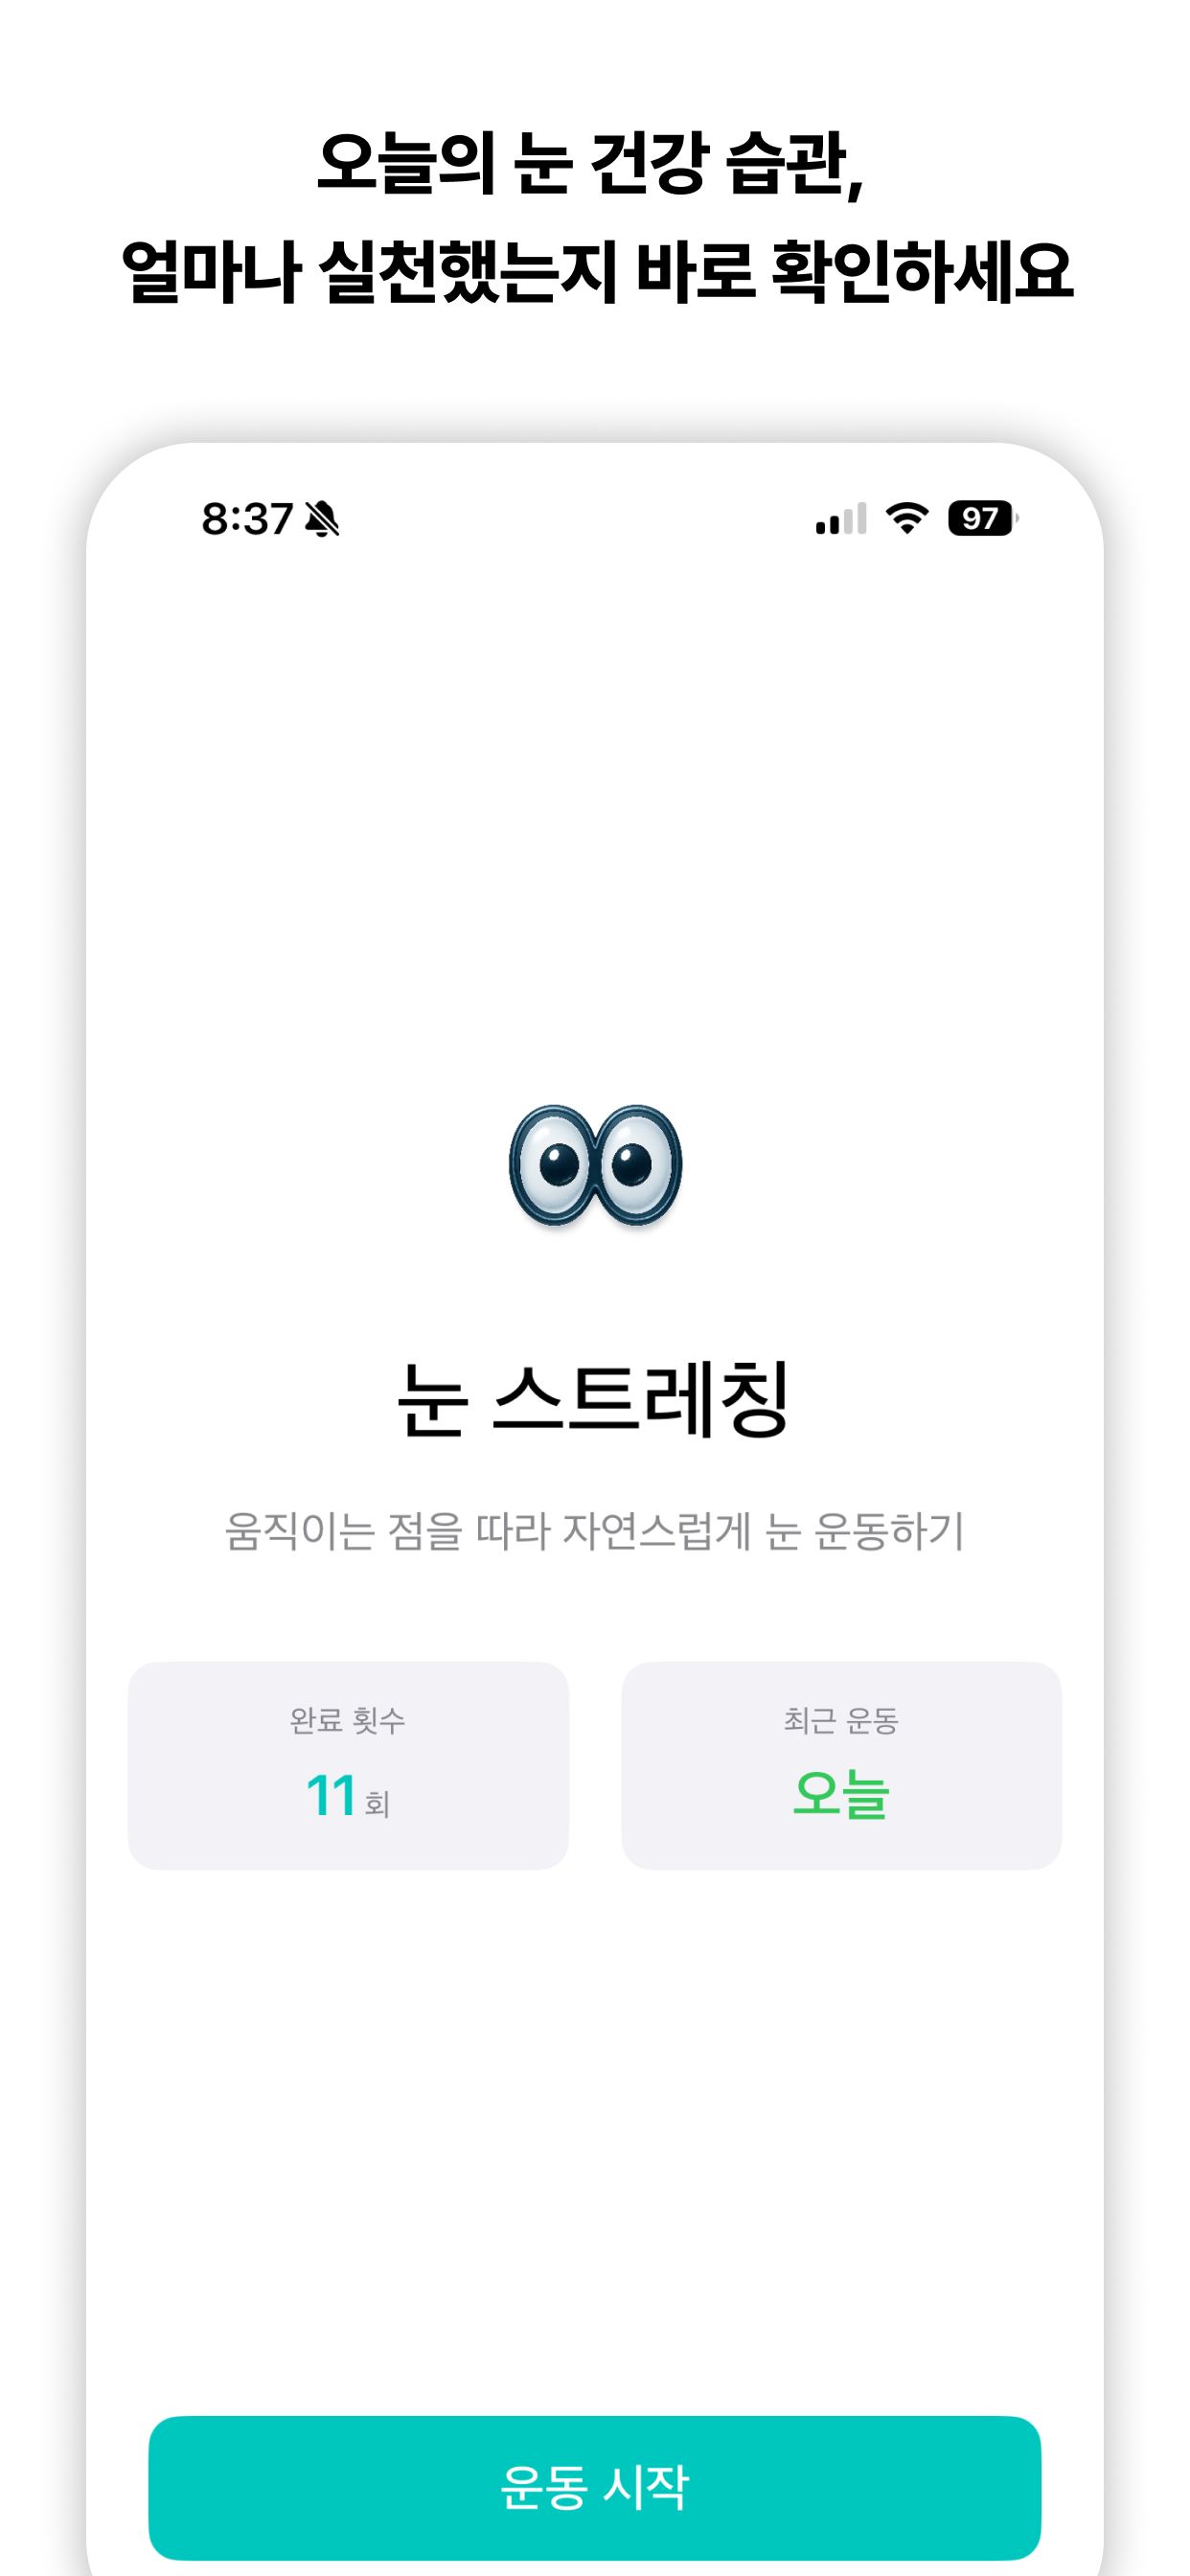 오늘의 눈 건강 습관,
얼마나 실천했는지 바로 확인하세요
8:37
97
눈 스트레칭
움직이는 점을 따라 자연스럽게 눈 운동하기
완료 횟수
최근 운동
11 회
오늘
운동 시작